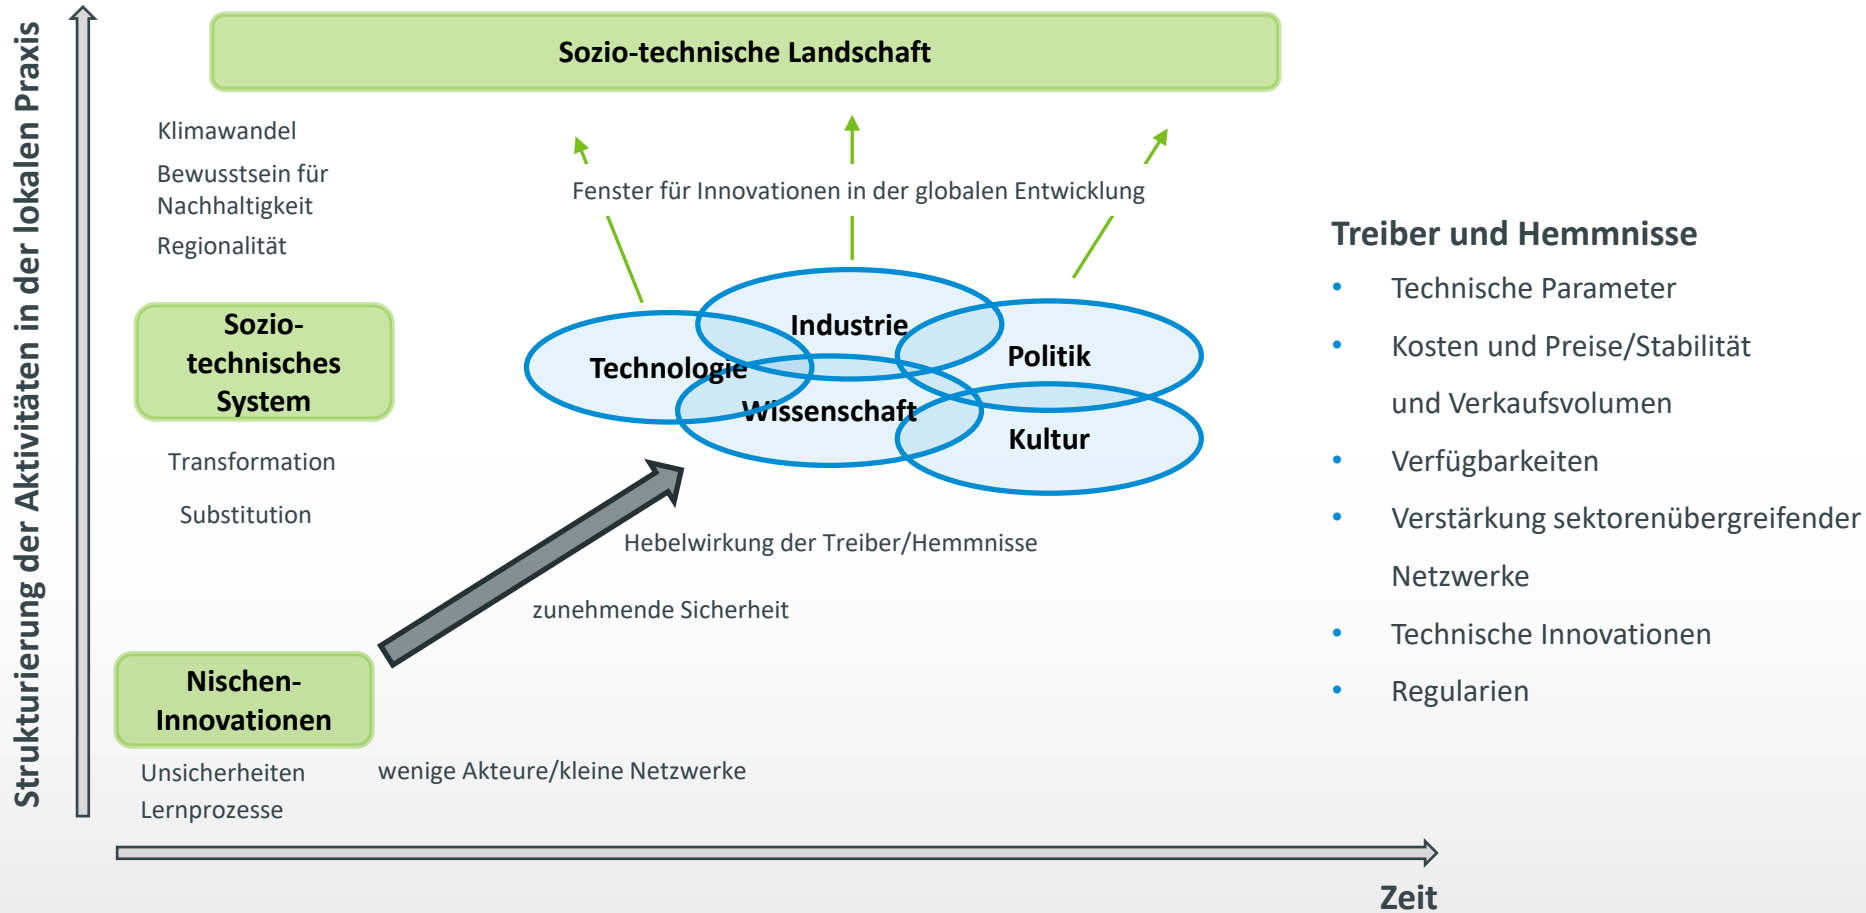 Strukturierung der Aktivitäten in der lokalen Praxis
Sozio-technische Landschaft
Klimawandel
Bewusstsein für
Nachhaltigkeit
Regionalität
Fenster für Innovationen in der globalen Entwicklung
Sozio-
technisches
System
Industrie
Technologie
Politik
Wissenschaft
Kultur
Transformation
Substitution
Hebelwirkung der Treiber/Hemmnisse
zunehmende Sicherheit
Nischen-
Innovationen
Unsicherheiten
Lernprozesse
wenige Akteure/kleine Netzwerke
Zeit
Treiber und Hemmnisse
• Technische Parameter
• Kosten und Preise/Stabilität
und Verkaufsvolumen
• Verfügbarkeiten
• Verstärkung sektorenübergreifender
Netzwerke
• Technische Innovationen
• Regularien